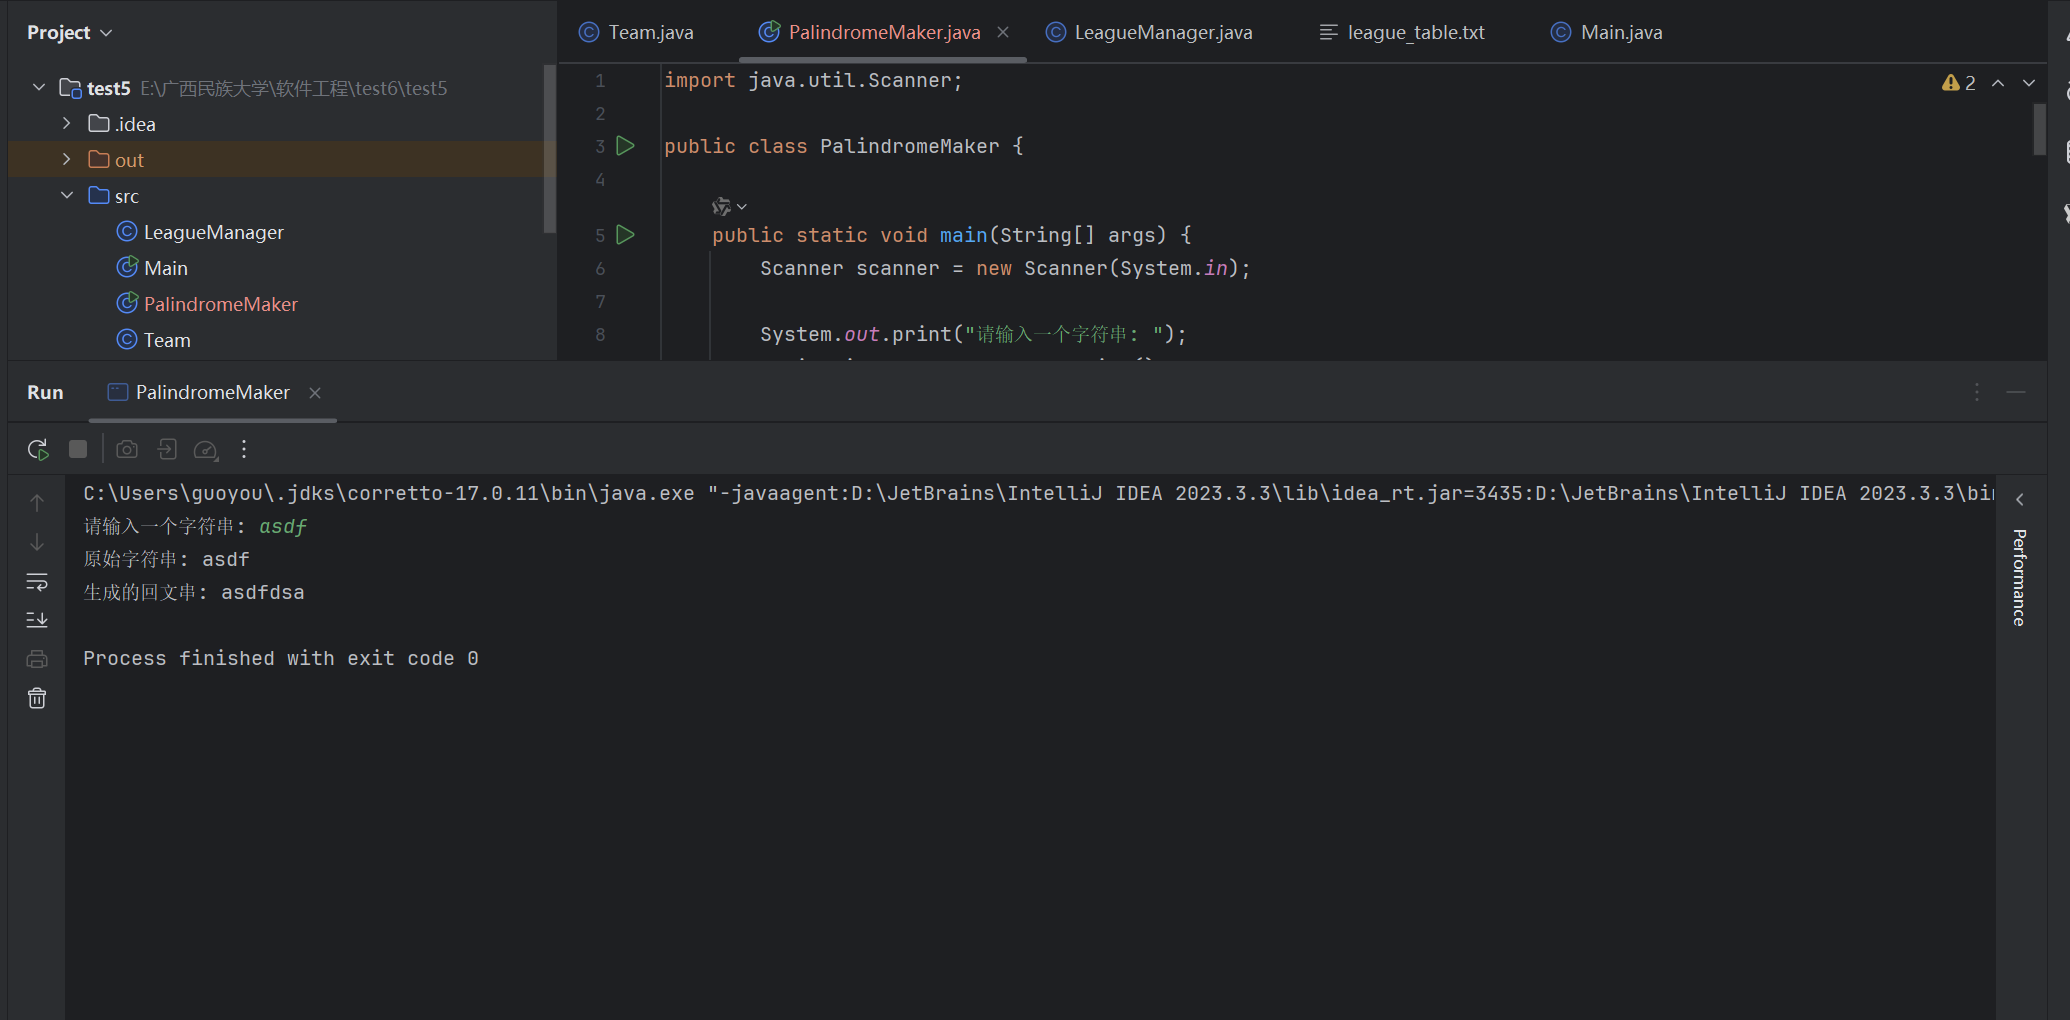 Project
test5 E:\广西民族大学\软件工程\test6\test5
.idea
out
src
LeagueManager
Main
PalindromeMaker
Team
Team.java PalindromeMaker.java LeagueManager.java league_table.txt Main.java
2
1 import java.util.Scanner;
2
3 public class PalindromeMaker {
4
5 public static void main(String[] args) {
6 Scanner scanner = new Scanner(System.in);
7
8 System.out.print("请输入一个字符串: ");
Run PalindromeMaker
C:\Users\guoyou\.jdks\corretto-17.0.11\bin\java.exe "-javaagent:D:\JetBrains\IntelliJ IDEA 2023.3.3\lib\idea_rt.jar=3435:D:\JetBrains\IntelliJ IDEA 2023.3.3\bin
请输入一个字符串: asdf
原始字符串: asdf
生成的回文串: asdfdsa
Process finished with exit code 0
Performance